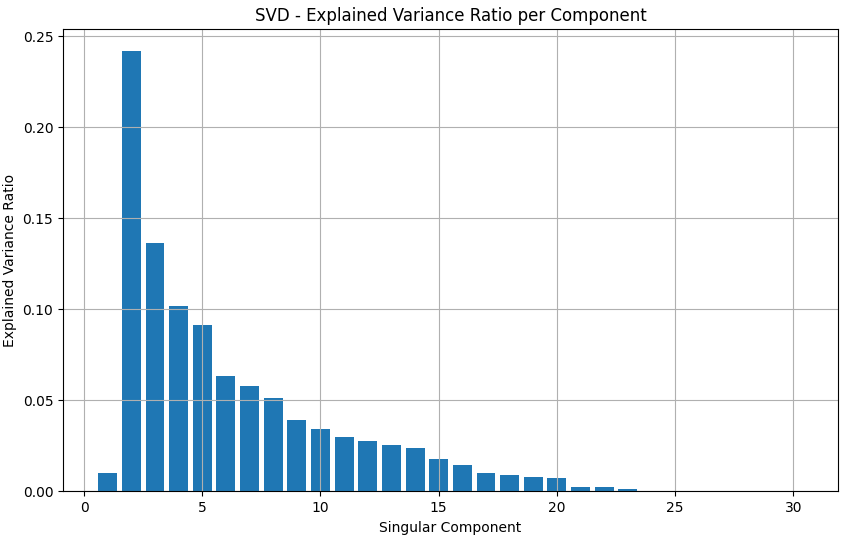 SVD - Explained Variance Ratio per Component
Explained Variance Ratio
0.25
0.20
0.15
0.10
0.05
0.00
0 5 10 15 20 25 30
Singular Component